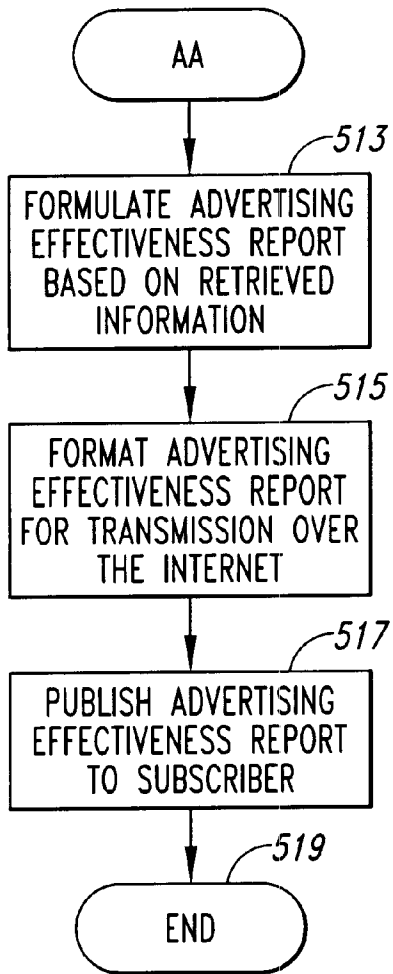 AA
513
FORMULATE ADVERTISING
EFFECTIVENESS REPORT
BASED ON RETRIEVED
INFORMATION
515
FORMAT ADVERTISING
EFFECTIVENESS REPORT
FOR TRANSMISSION OVER
THE INTERNET
517
PUBLISH ADVERTISING
EFFECTIVENESS REPORT
TO SUBSCRIBER
519
END